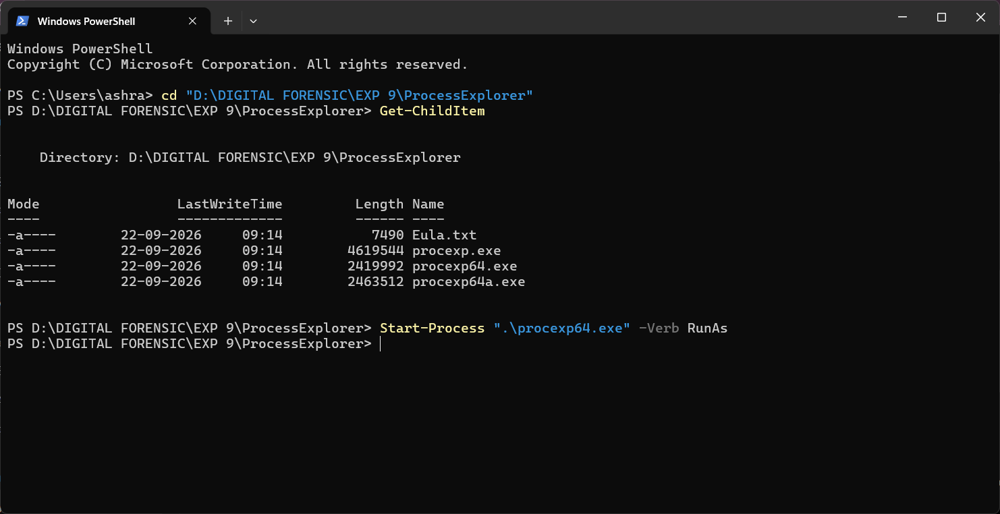 Windows PowerShell
Windows PowerShell
Copyright (C) Microsoft Corporation. All rights reserved.
PS C:\Users\ashra> cd "D:\DIGITAL FORENSIC\EXP 9\ProcessExplorer"
PS D:\DIGITAL FORENSIC\EXP 9\ProcessExplorer> Get-ChildItem
    Directory: D:\DIGITAL FORENSIC\EXP 9\ProcessExplorer
Mode                 LastWriteTime         Length Name
----                 -------------         ------ ----
-a----        22-09-2026     09:14           7490 Eula.txt
-a----        22-09-2026     09:14        4619544 procexp.exe
-a----        22-09-2026     09:14        2419992 procexp64.exe
-a----        22-09-2026     09:14        2463512 procexp64a.exe
PS D:\DIGITAL FORENSIC\EXP 9\ProcessExplorer> Start-Process ".\procexp64.exe" -Verb RunAs
PS D:\DIGITAL FORENSIC\EXP 9\ProcessExplorer>